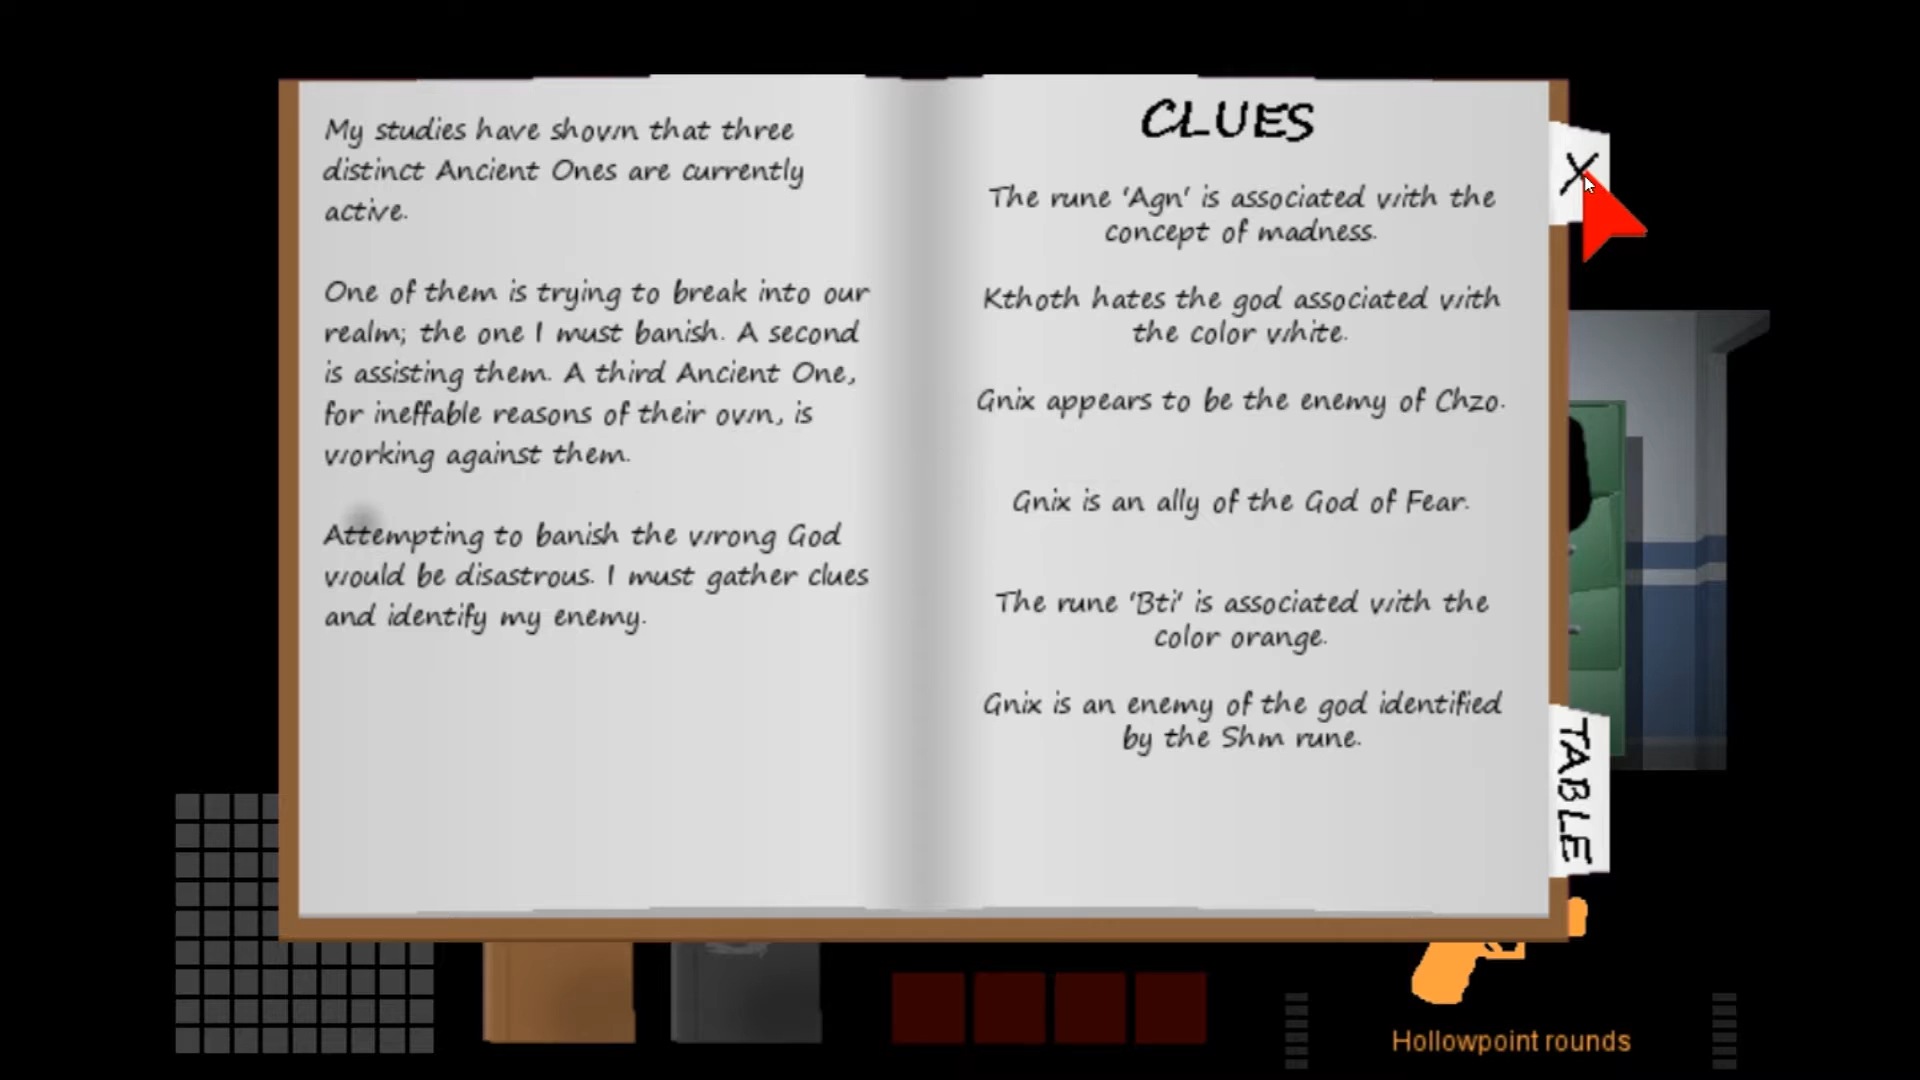 My studies have shown that three
distinct Ancient Ones are currently
active.
One of them is trying to break into our
realm; the one I must banish. A second
is assisting them. A third Ancient One,
for ineffable reasons of their own, is
working against them.
Attempting to banish the wrong God
would be disastrous. I must gather clues
and identify my enemy.
CLUES
The rune 'Agn' is associated with the
concept of madness.
Kthoth hates the god associated with
the color white.
Gnix appears to be the enemy of Chzo.
Gnix is an ally of the God of Fear.
The rune 'Bti' is associated with the
color orange.
Gnix is an enemy of the god identified
by the Shm rune.
X
TABLE
Hollowpoint rounds